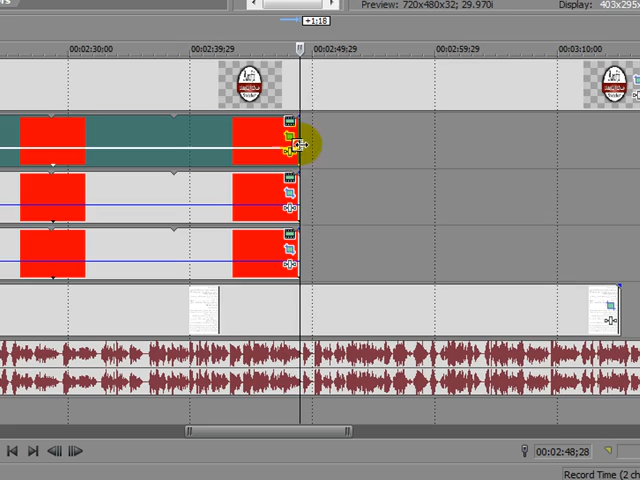 Preview: 720x480x32; 29.970i
Display: 403x295x
+1;18
00:02:30;00
00:02:39;29
00:02:49;29
00:02:59;29
00:03:10;00
00:02:48;28
Record Time (2 ch